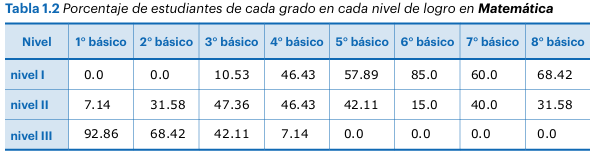 Tabla 1.2 Porcentaje de estudiantes de cada grado en cada nivel de logro en Matemática
Nivel 1° básico 2° básico 3° básico 4° básico 5° básico 6° básico 7° básico 8° básico
nivel I 0.0 0.0 10.53 46.43 57.89 85.0 60.0 68.42
nivel II 7.14 31.58 47.36 46.43 42.11 15.0 40.0 31.58
nivel III 92.86 68.42 42.11 7.14 0.0 0.0 0.0 0.0